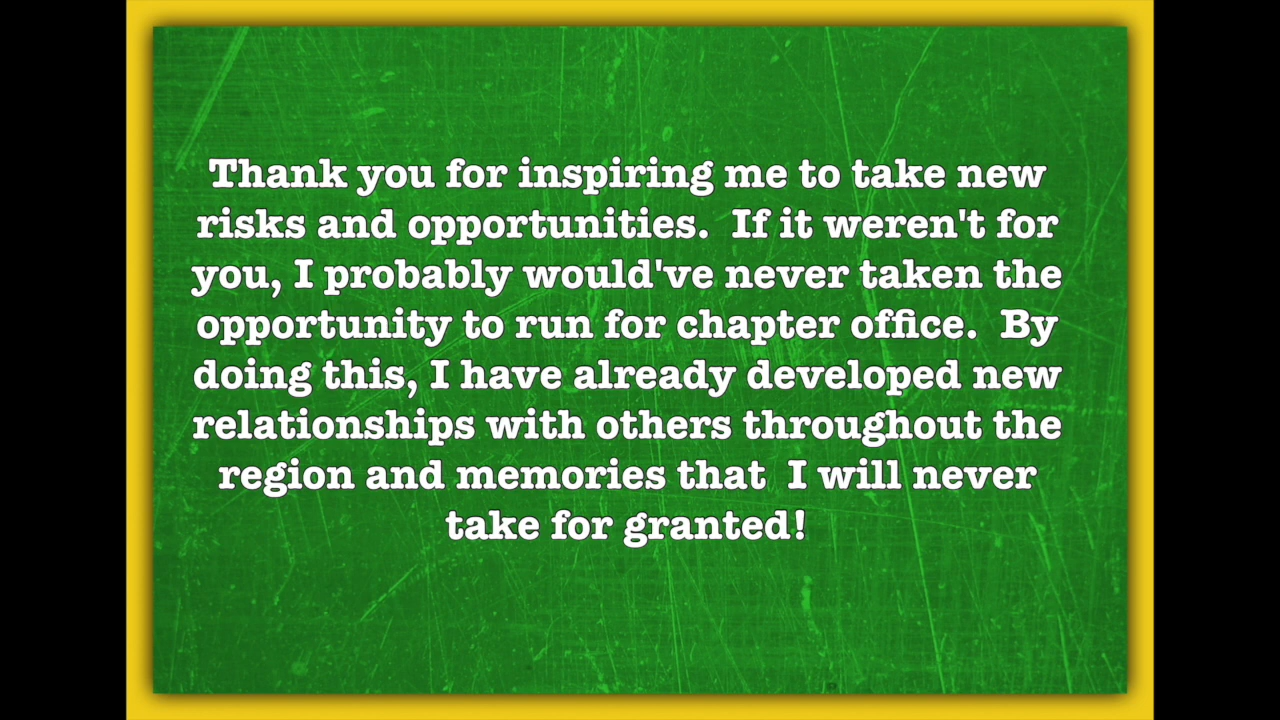 Thank you for inspiring me to take new
risks and opportunities.  If it weren't for
you, I probably would've never taken the
opportunity to run for chapter office.  By
doing this, I have already developed new
relationships with others throughout the
region and memories that  I will never
take for granted!